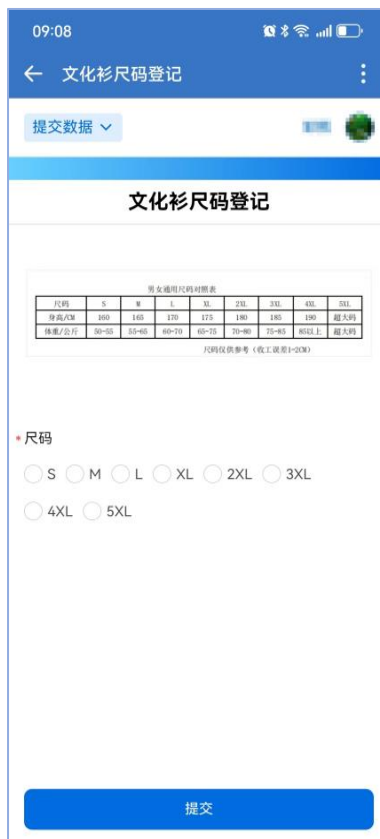 09:08
文化衫尺码登记
提交数据
文化衫尺码登记
男女通用尺码对照表
尺码 S M L XL 2XL 3XL 4XL 5XL
身高/CM 160 165 170 175 180 185 190 超大码
体重/公斤 50-55 55-65 60-70 65-75 70-80 75-85 85以上 超大码
尺码仅供参考（收工误差1-2CM）
* 尺码
S M L XL 2XL 3XL
4XL 5XL
提交